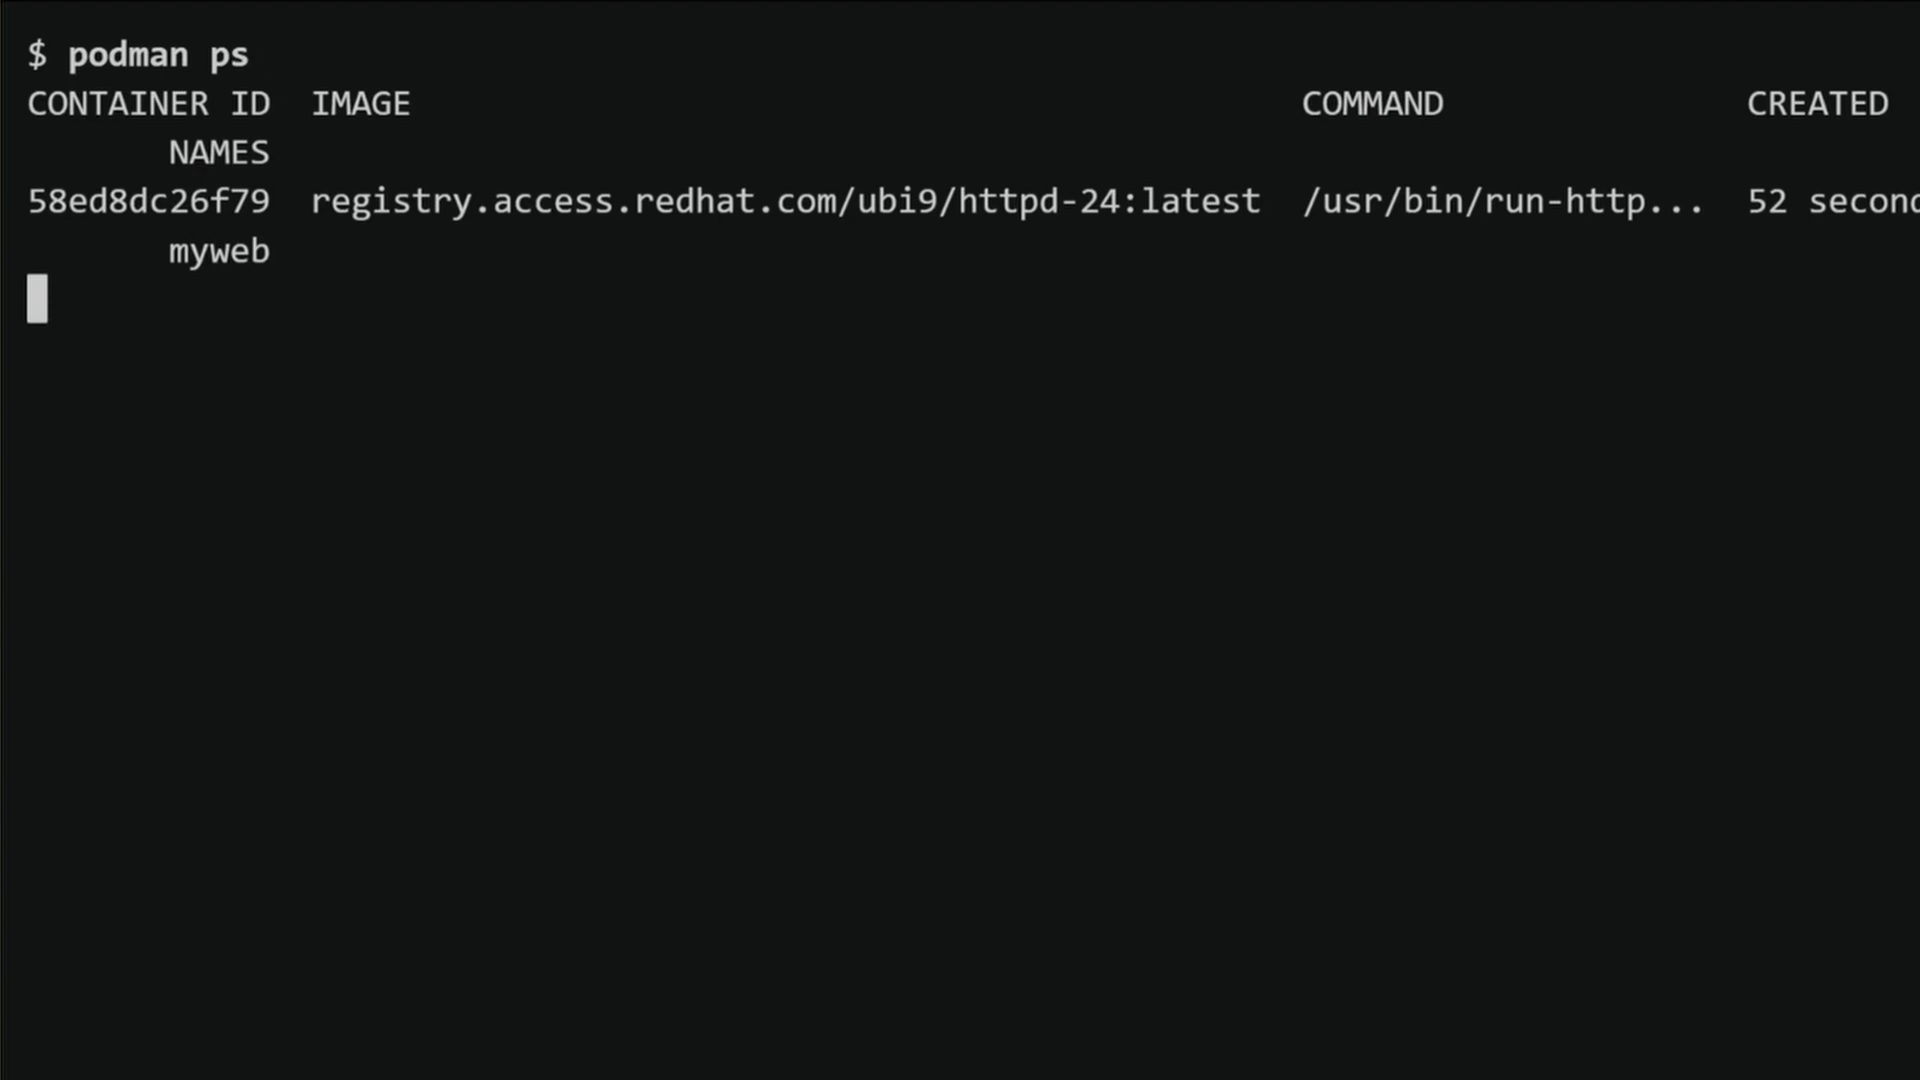 $ podman ps
CONTAINER ID  IMAGE                                            COMMAND               CREATED
       NAMES
58ed8dc26f79  registry.access.redhat.com/ubi9/httpd-24:latest  /usr/bin/run-http...  52 second
       myweb